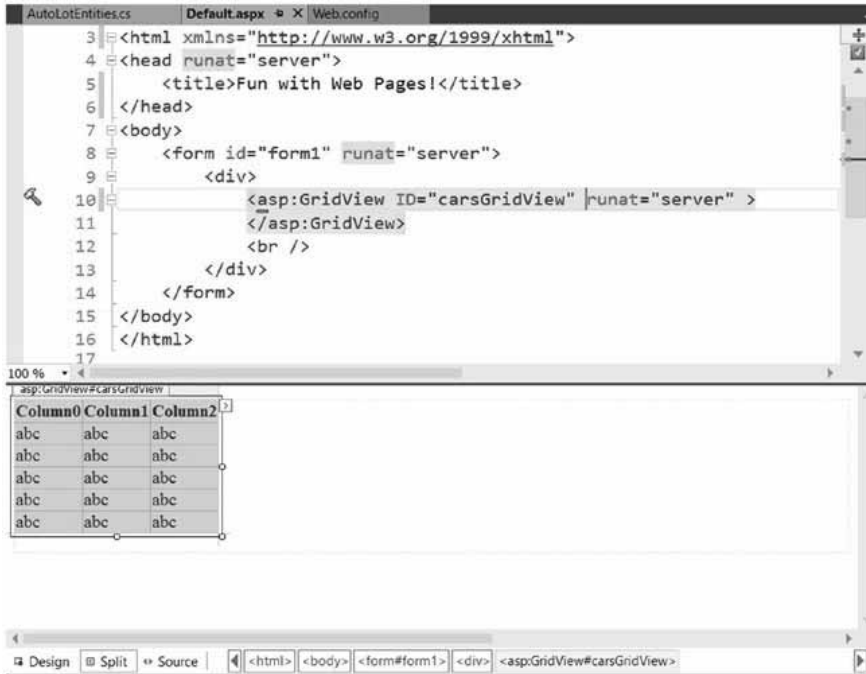 AutoLotEntities.cs Default.aspx Web.config
3 <html xmlns="http://www.w3.org/1999/xhtml">
4 <head runat="server">
5 <title>Fun with Web Pages!</title>
6 </head>
7 <body>
8 <form id="form1" runat="server">
9 <div>
10 <asp:GridView ID="carsGridView" runat="server" >
11 </asp:GridView>
12 <br />
13 </div>
14 </form>
15 </body>
16 </html>
17
100 %
asp:GridView#carsGridView
Column0 Column1 Column2
abc abc abc
abc abc abc
abc abc abc
abc abc abc
abc abc abc
Design Split Source <html> <body> <form#form1> <div> <asp:GridView#carsGridView>